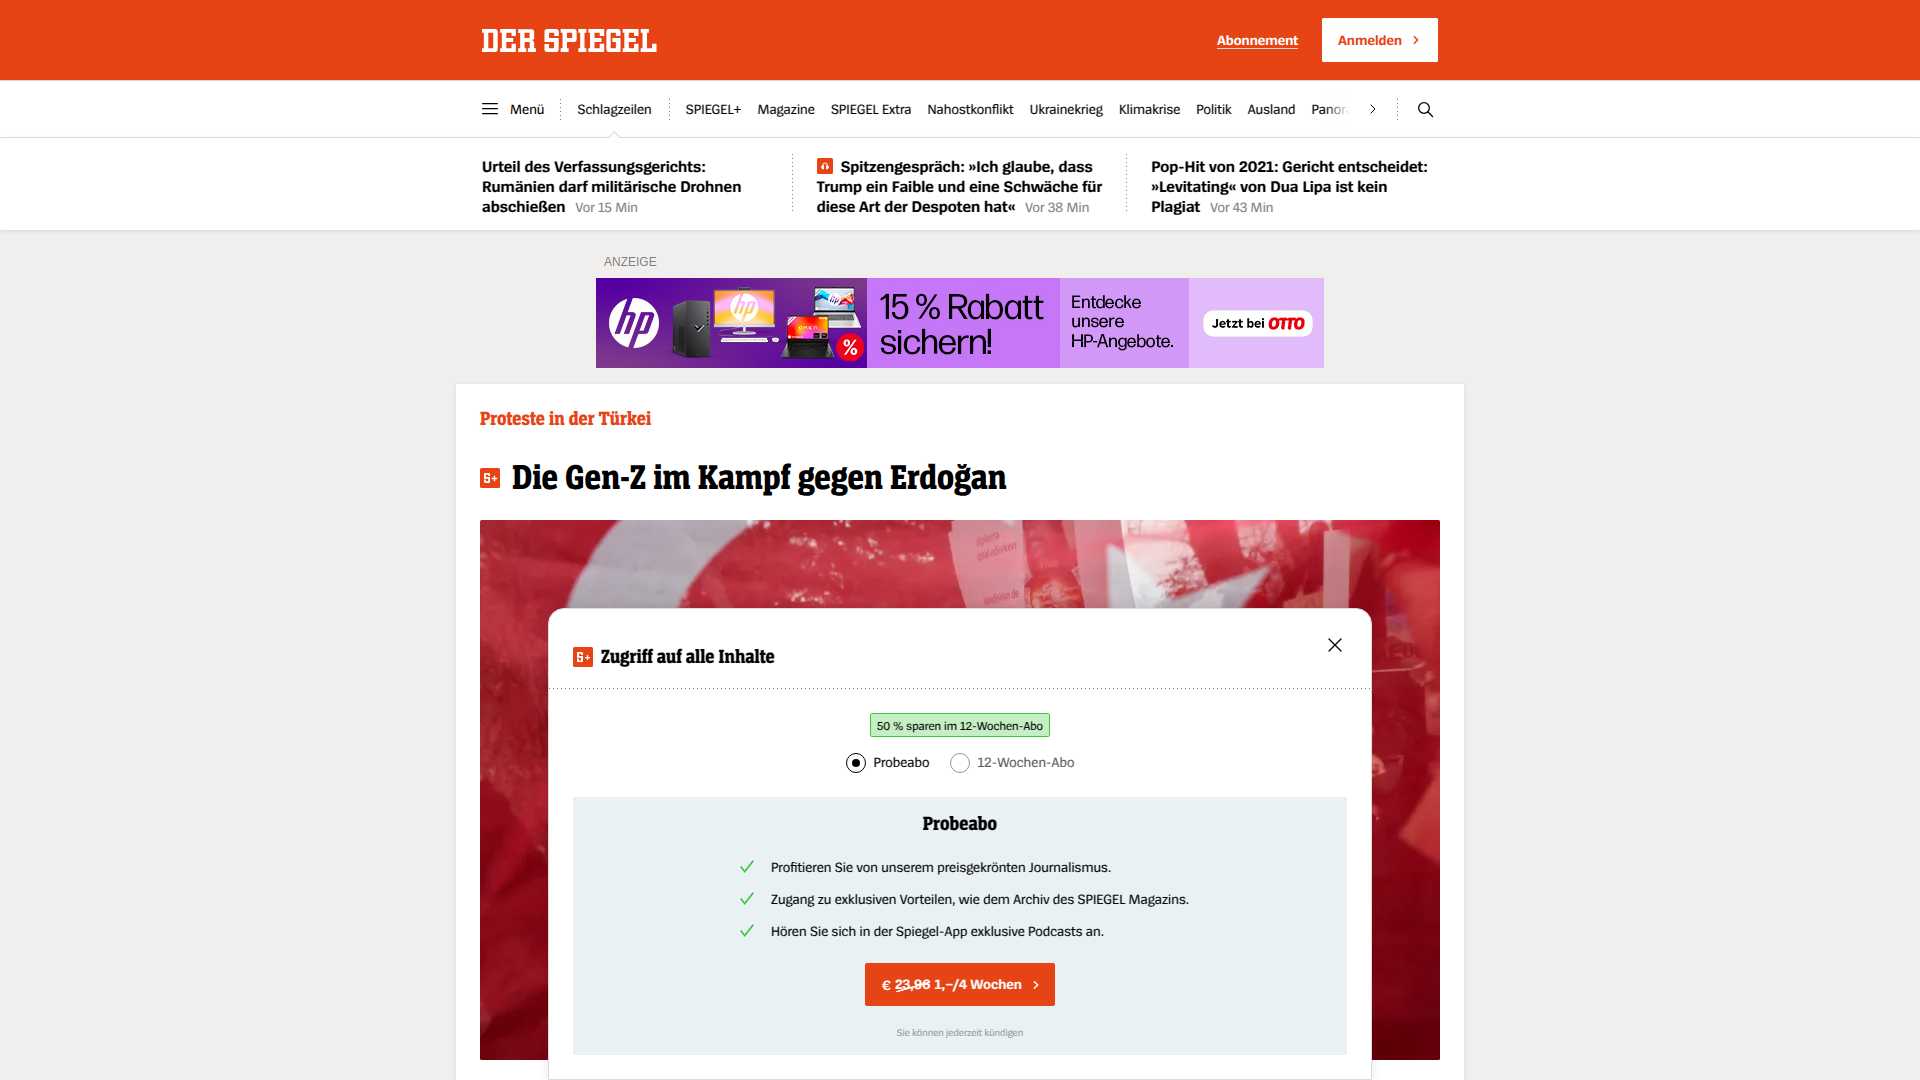 DER SPIEGEL
Abonnement
Anmelden
Menü
Schlagzeilen
SPIEGEL+
Magazine
SPIEGEL Extra
Nahostkonflikt
Ukrainekrieg
Klimakrise
Politik
Ausland
Panor
Urteil des Verfassungsgerichts:
Rumänien darf militärische Drohnen
abschießen Vor 15 Min
Spitzengespräch: »Ich glaube, dass
Trump ein Faible und eine Schwäche für
diese Art der Despoten hat« Vor 38 Min
Pop-Hit von 2021: Gericht entscheidet:
»Levitating« von Dua Lipa ist kein
Plagiat Vor 43 Min
ANZEIGE
hp
15 % Rabatt
sichern!
Entdecke
unsere
HP-Angebote.
Jetzt bei OTTO
%
Proteste in der Türkei
S+ Die Gen-Z im Kampf gegen Erdoğan
S+ Zugriff auf alle Inhalte
50 % sparen im 12-Wochen-Abo
Probeabo
12-Wochen-Abo
Probeabo
Profitieren Sie von unserem preisgekrönten Journalismus.
Zugang zu exklusiven Vorteilen, wie dem Archiv des SPIEGEL Magazins.
Hören Sie sich in der Spiegel-App exklusive Podcasts an.
€ 23,96 1,–/4 Wochen
Sie können jederzeit kündigen